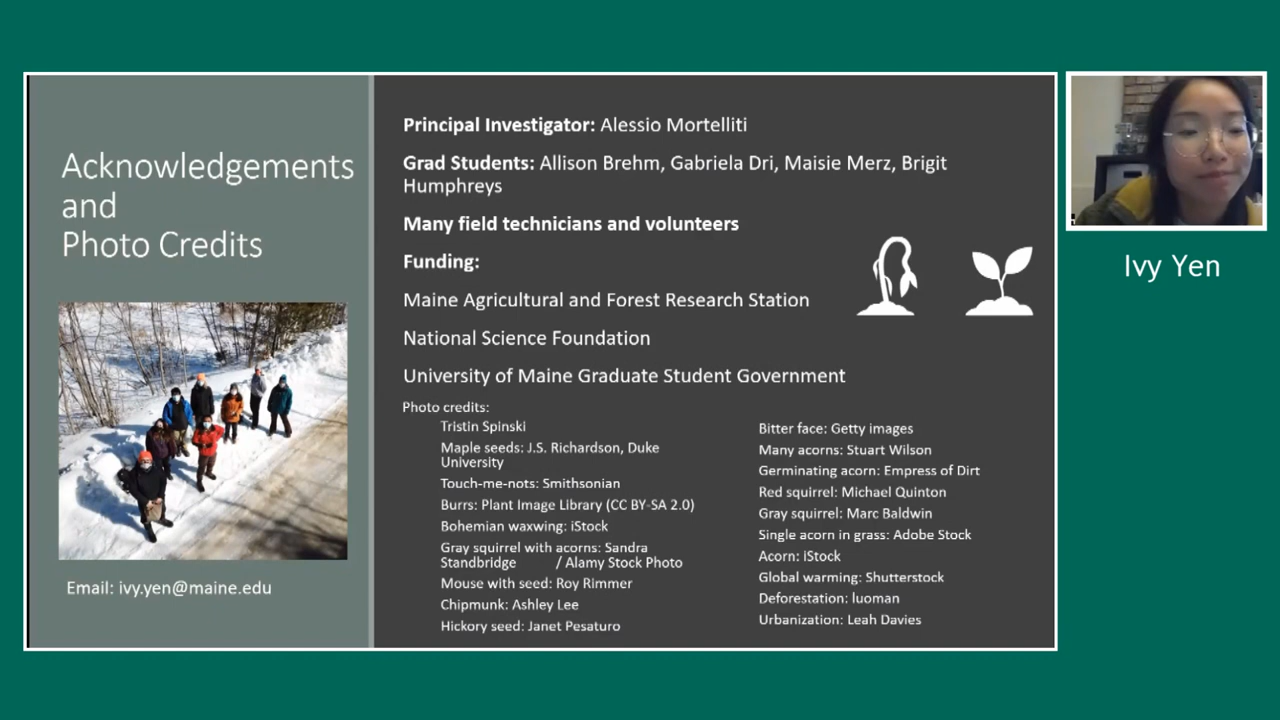 Acknowledgements
and
Photo Credits
Email: ivy.yen@maine.edu
Principal Investigator: Alessio Mortelliti
Grad Students: Allison Brehm, Gabriela Dri, Maisie Merz, Brigit
Humphreys
Many field technicians and volunteers
Funding:
Maine Agricultural and Forest Research Station
National Science Foundation
University of Maine Graduate Student Government
Photo credits:
Tristin Spinski
Maple seeds: J.S. Richardson, Duke
University
Touch-me-nots: Smithsonian
Burrs: Plant Image Library (CC BY-SA 2.0)
Bohemian waxwing: iStock
Gray squirrel with acorns: Sandra
Standbridge / Alamy Stock Photo
Mouse with seed: Roy Rimmer
Chipmunk: Ashley Lee
Hickory seed: Janet Pesaturo
Bitter face: Getty images
Many acorns: Stuart Wilson
Germinating acorn: Empress of Dirt
Red squirrel: Michael Quinton
Gray squirrel: Marc Baldwin
Single acorn in grass: Adobe Stock
Acorn: iStock
Global warming: Shutterstock
Deforestation: luoman
Urbanization: Leah Davies
Ivy Yen